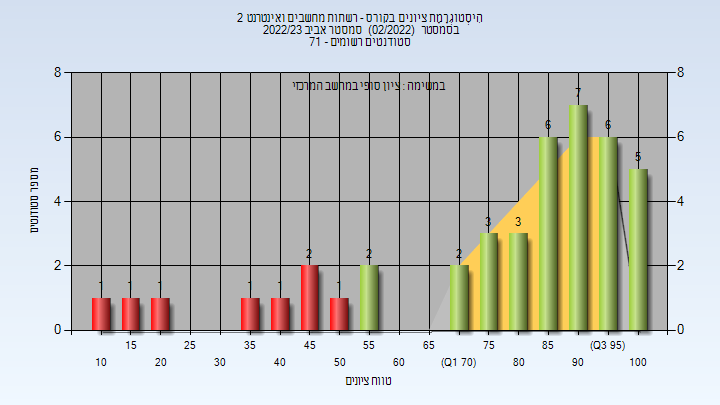 הִיסְטוֹגְרָמַת ציונים בקורס - רשתות מחשבים ואינטרנט 2
בסמסטר (02/2022) סמסטר אביב 2022/23
סטודנטים רשומים - 71
במשימה : ציון סופי במחשב המרכזי
8 8
6 6
4 4
2 2
0 0
מספר סטודנטים
1 1 1 1 1 2 1 2 2 3 3 6 7 6 5
15 25 35 45 55 65 75 85 (Q3 95)
10 20 30 40 50 60 (Q1 70) 80 90 100
טווח ציונים